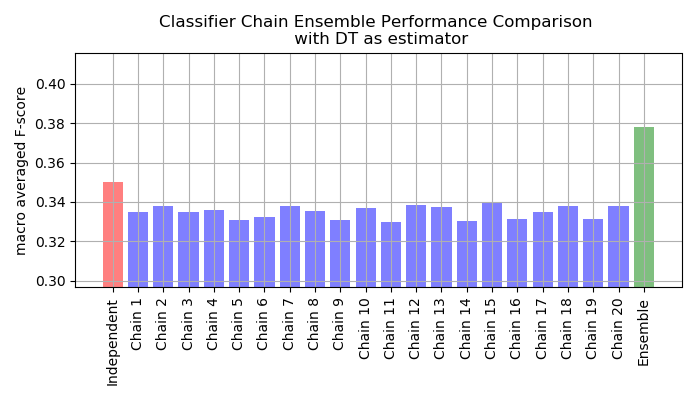 Classifier Chain Ensemble Performance Comparison
with DT as estimator
macro averaged F-score
0.40
0.38
0.36
0.34
0.32
0.30
Independent
Chain 1
Chain 2
Chain 3
Chain 4
Chain 5
Chain 6
Chain 7
Chain 8
Chain 9
Chain 10
Chain 11
Chain 12
Chain 13
Chain 14
Chain 15
Chain 16
Chain 17
Chain 18
Chain 19
Chain 20
Ensemble